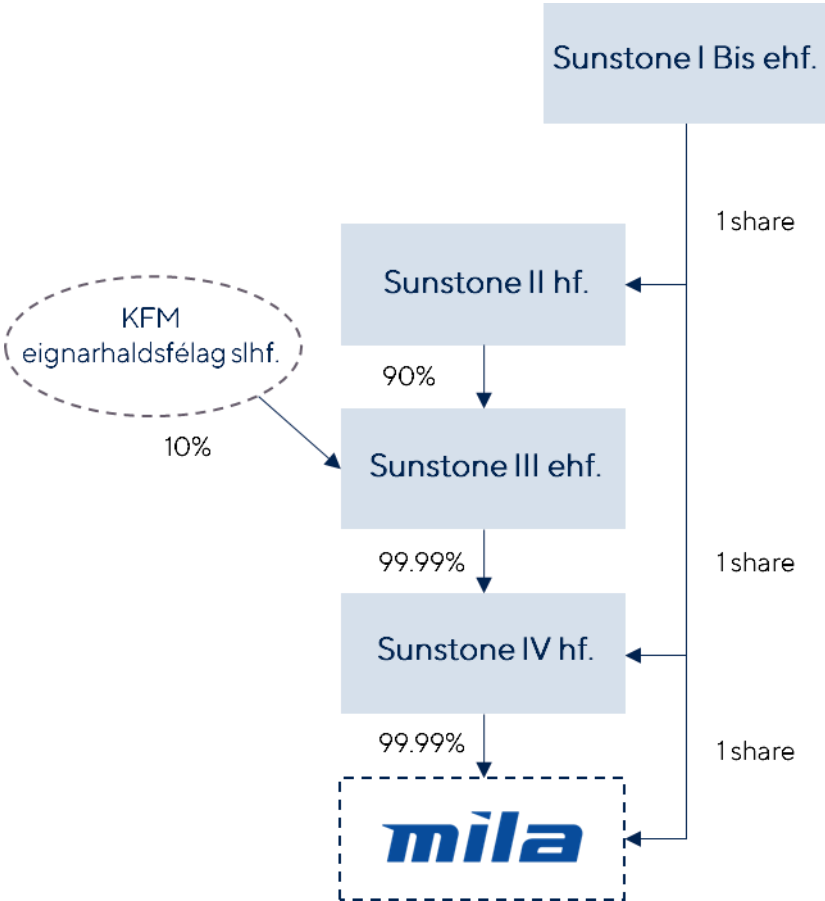 Sunstone I Bis ehf.
1 share
Sunstone II hf.
KFM
eignarhaldsfélag slhf.
90%
10%
Sunstone III ehf.
99.99%
1 share
Sunstone IV hf.
99.99%
1 share
míla